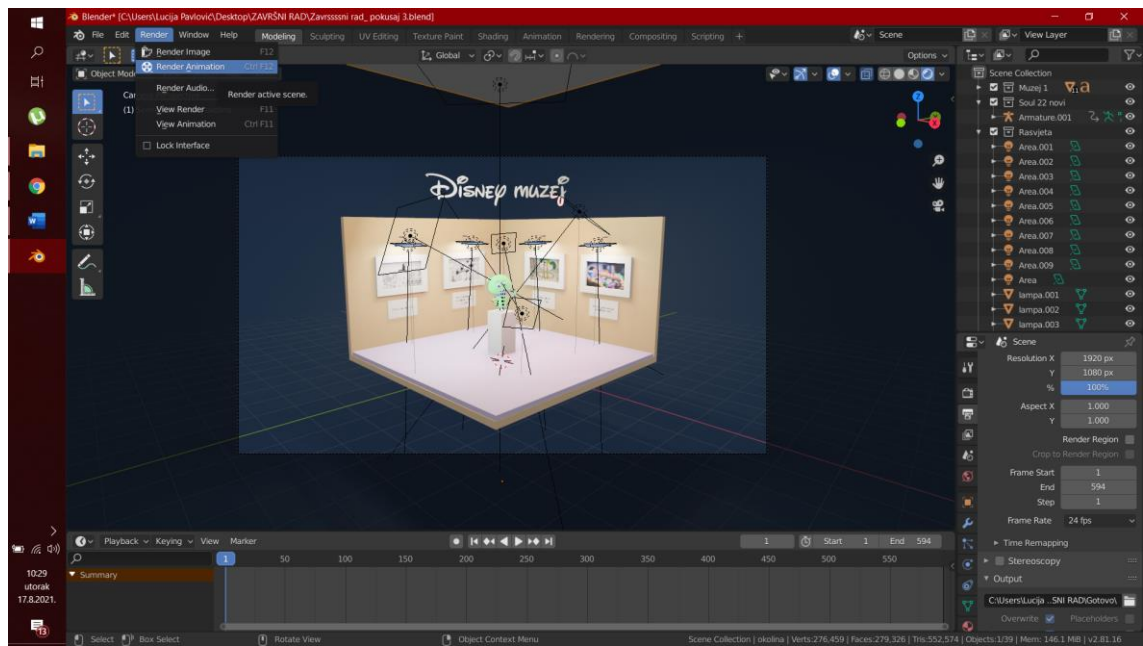 Blender* [C:\Users\Lucija Pavlović\Desktop\ZAVRŠNI RAD\Zavrssssni rad_ pokusaj 3.blend]
File Edit Render Window Help Modeling Sculpting UV Editing Texture Paint Shading Animation Rendering Compositing Scripting + Scene View Layer
Render Image F12
Render Animation Ctrl F12
Render Audio...
Render active scene.
View Render F11
View Animation Ctrl F11
Lock Interface
Global
Options
Object Mode
(1)
Z
Disney muzej
Scene Collection
Muzej 1
Soul 22 novi
Armature.001
Rasvjeta
Area.001
Area.002
Area.003
Area.004
Area.005
Area.006
Area.007
Area.008
Area.009
Area
lampa.001
lampa.002
lampa.003
Scene
Resolution X 1920 px
Y 1080 px
% 100%
Aspect X 1.000
Y 1.000
Render Region
Crop to Render Region
Frame Start 1
End 594
Step 1
Frame Rate 24 fps
Time Remapping
Stereoscopy
Output
C:\Users\Lucija ..SNI RAD\Gotovo\
Overwrite Placeholders
Playback Keying View Marker 1 Start 1 End 594
1 50 100 150 200 250 300 350 400 450 500 550
Summary
Select Box Select Rotate View Object Context Menu Scene Collection | okolina | Verts:276,459 | Faces:279,326 | Tris:552,574 | Objects:1/39 | Mem: 146.1 MiB | v2.81.16
10:29
utorak
17.8.2021.
13